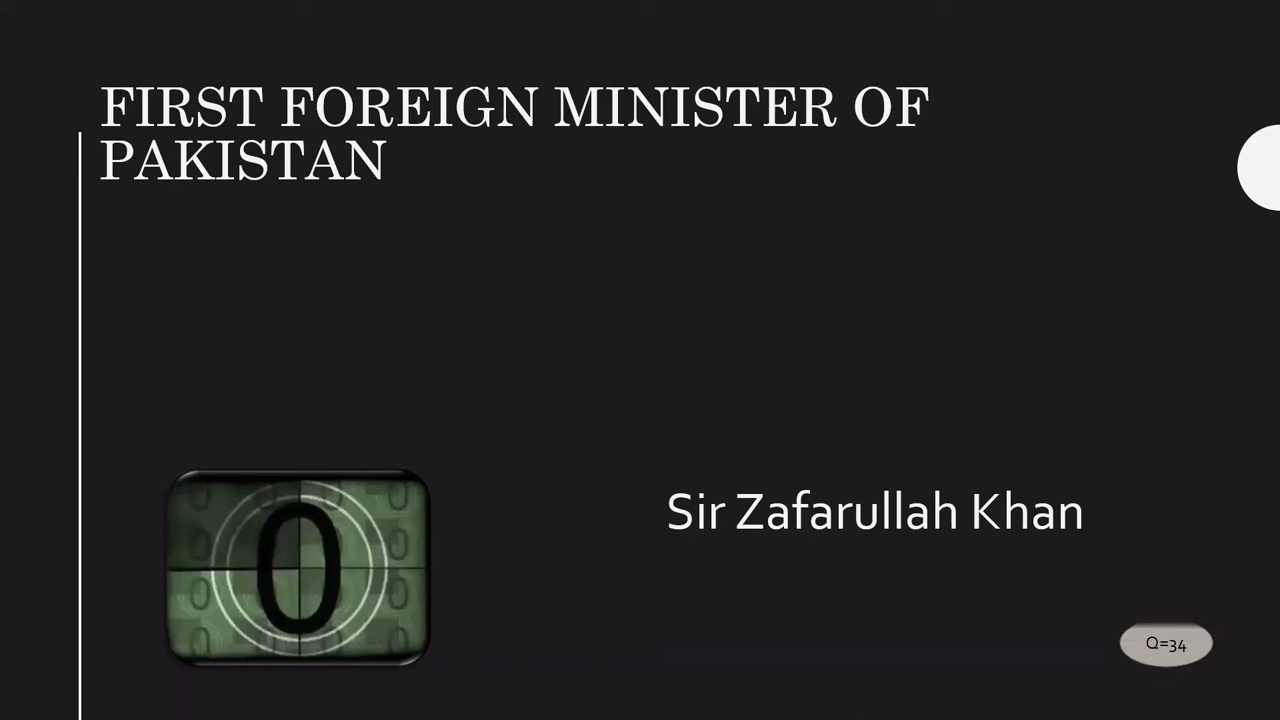 FIRST FOREIGN MINISTER OF
PAKISTAN
0
Sir Zafarullah Khan
Q=34